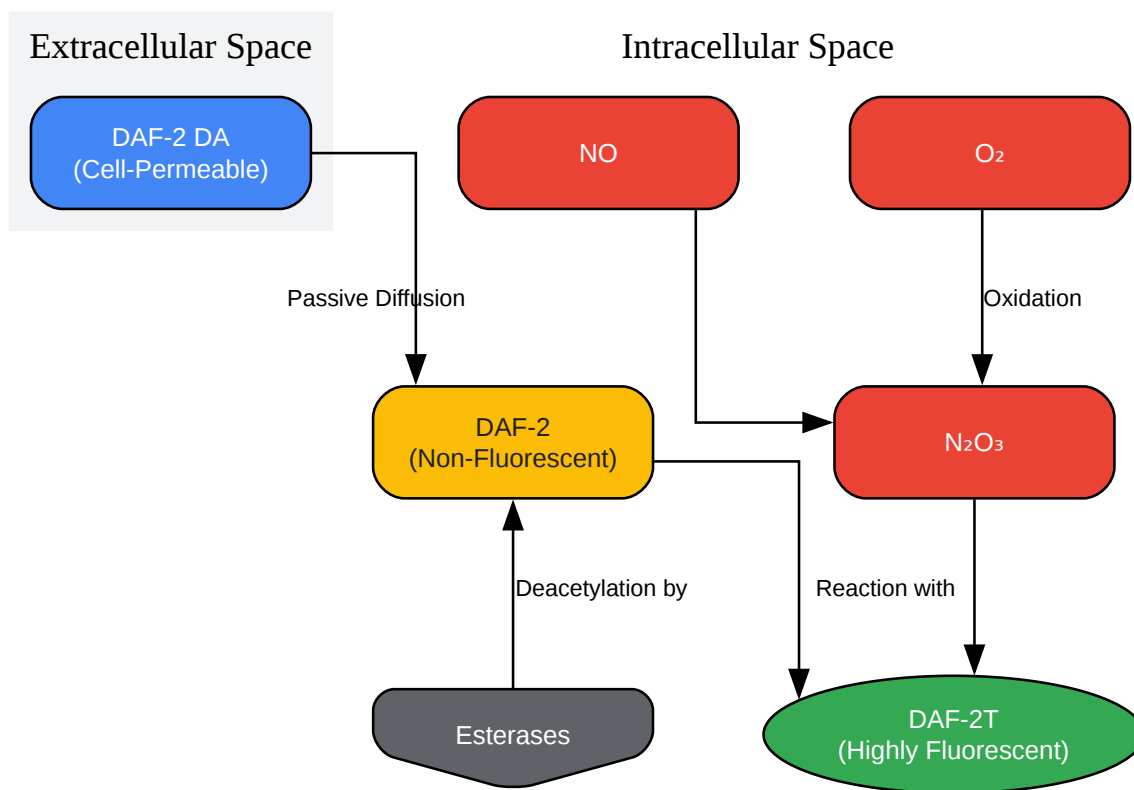 Extracellular Space
Intracellular Space
DAF-2 DA
(Cell-Permeable)
NO
O₂
Passive Diffusion
Oxidation
DAF-2
(Non-Fluorescent)
N₂O₃
Deacetylation by
Reaction with
Esterases
DAF-2T
(Highly Fluorescent)